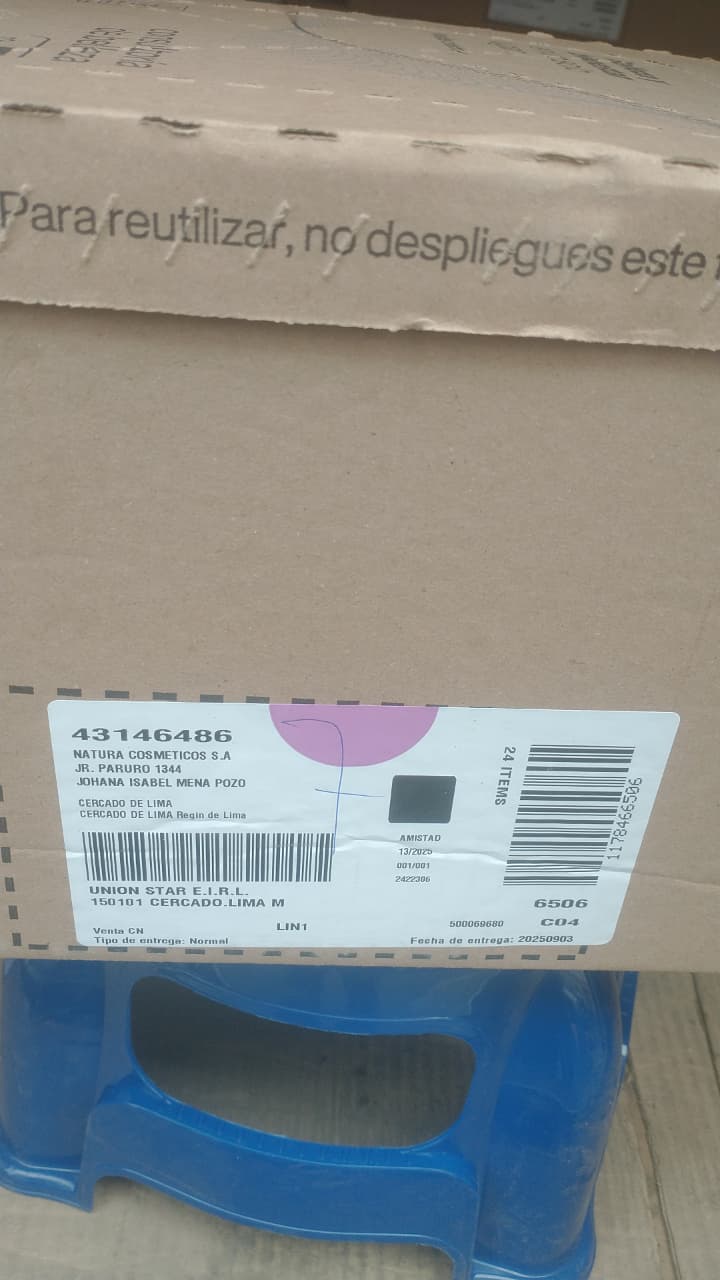 Para reutilizar, no despliegues este
43146486
NATURA COSMETICOS S.A
JR. PARURO 1344
JOHANA ISABEL MENA POZO
CERCADO DE LIMA
CERCADO DE LIMA Regin de Lima
UNION STAR E.I.R.L.
150101 CERCADO.LIMA M
Venta CN
LIN1
Tipo de entrega: Normal
AMISTAD
13/2025
001/001
2422306
24 ITEMS
1178466506
6506
500069680
C04
Fecha de entrega: 20250903